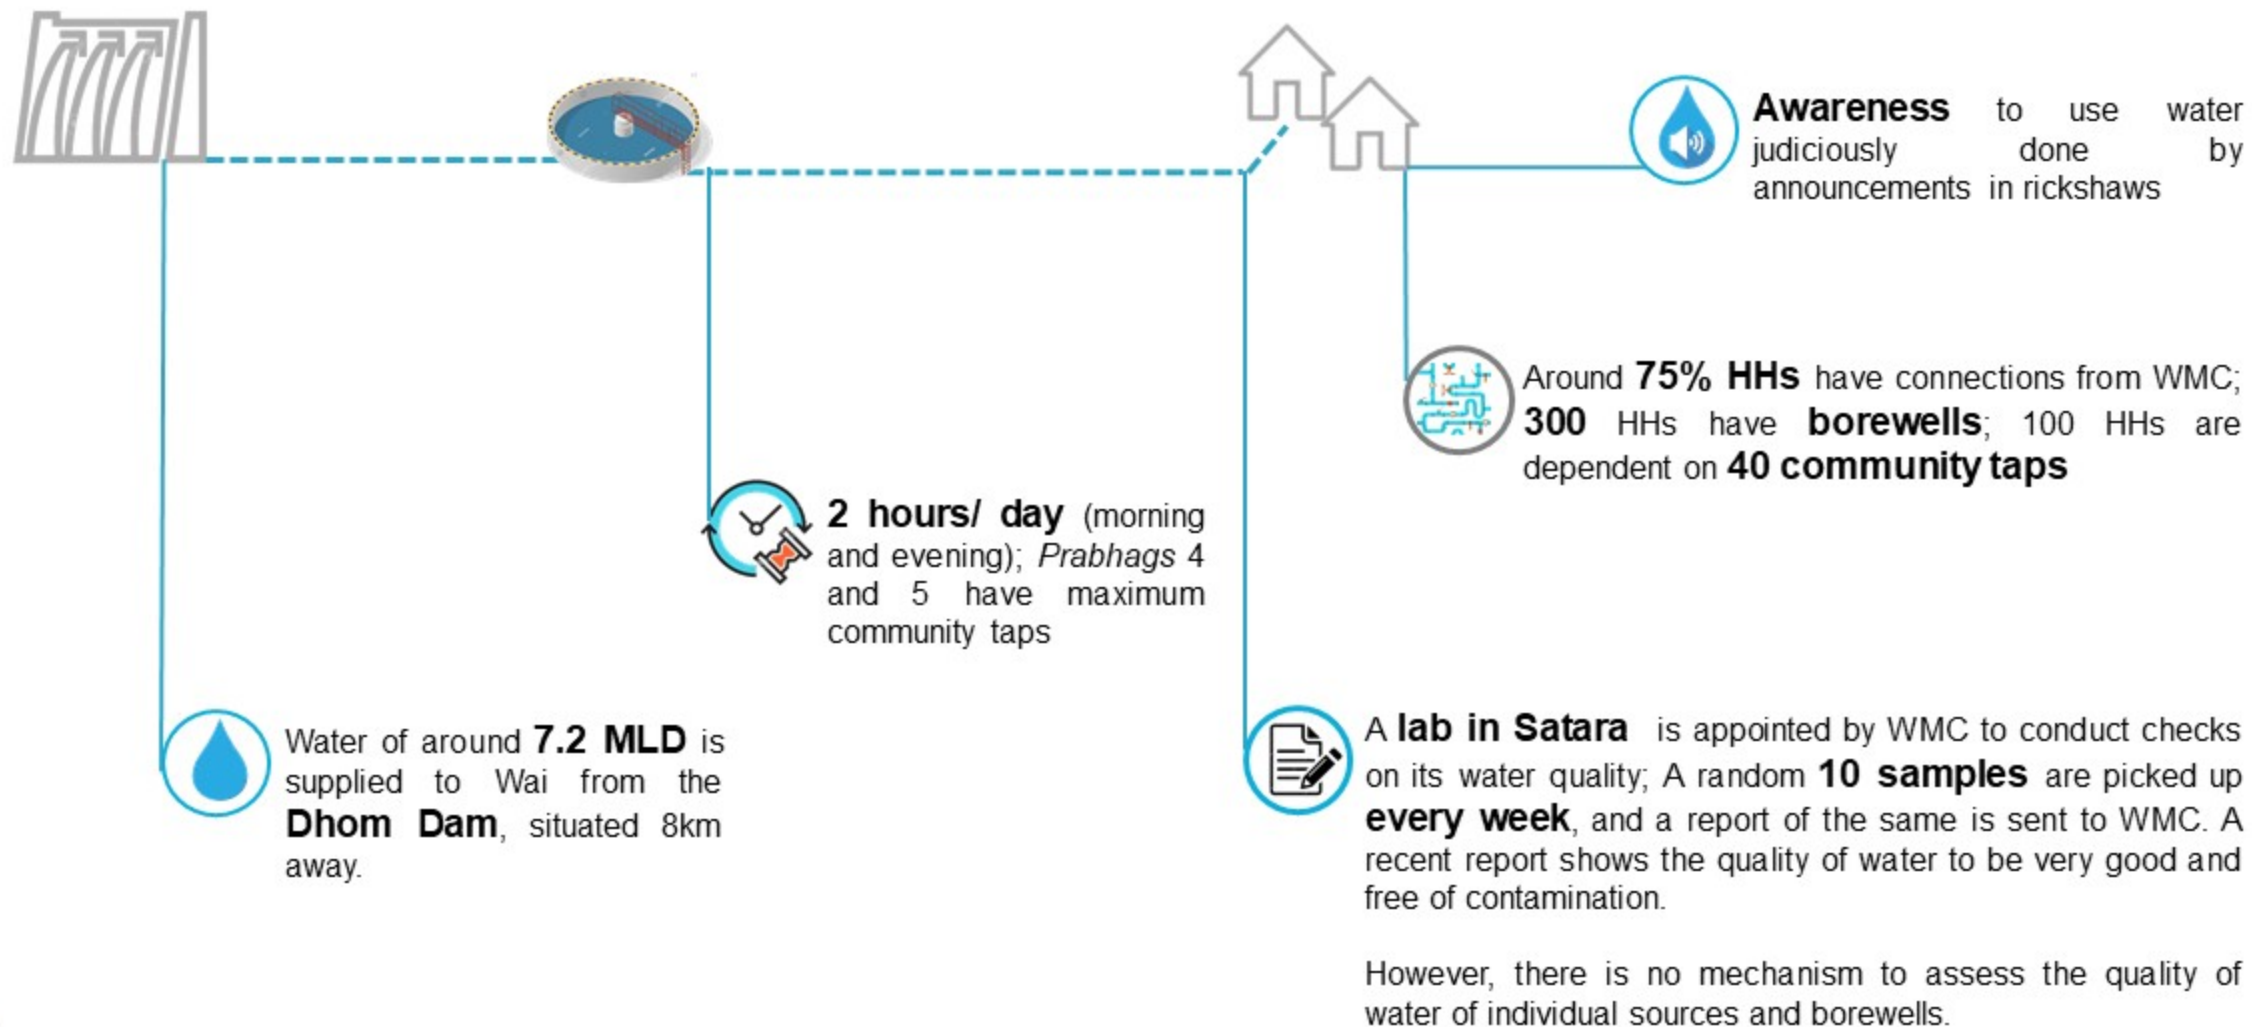 Awareness to use water
judiciously done by
announcements in rickshaws
Around 75% HHs have connections from WMC;
300 HHs have borewells; 100 HHs are
dependent on 40 community taps
2 hours/ day (morning
and evening); Prabhags 4
and 5 have maximum
community taps
Water of around 7.2 MLD is
supplied to Wai from the
Dhom Dam, situated 8km
away.
A lab in Satara is appointed by WMC to conduct checks
on its water quality; A random 10 samples are picked up
every week, and a report of the same is sent to WMC. A
recent report shows the quality of water to be very good and
free of contamination.
However, there is no mechanism to assess the quality of
water of individual sources and borewells.